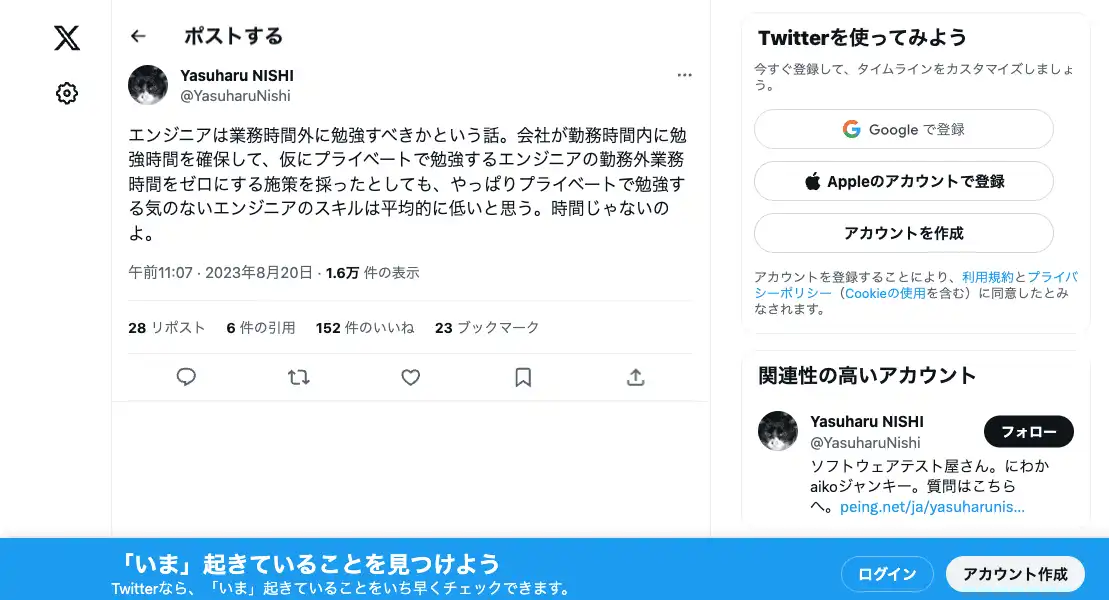 ポストする
Yasuharu NISHI
@YasuharuNishi
エンジニアは業務時間外に勉強すべきかという話。会社が勤務時間内に勉
強時間を確保して、仮にプライベートで勉強するエンジニアの勤務外業務
時間をゼロにする施策を採ったとしても、やっぱりプライベートで勉強す
る気のないエンジニアのスキルは平均的に低いと思う。時間じゃないの
よ。
午前11:07 · 2023年8月20日 · 1.6万 件の表示
28 リポスト 6 件の引用 152 件のいいね 23 ブックマーク
Twitterを使ってみよう
今すぐ登録して、タイムラインをカスタマイズしましょ
う。
Google で登録
Appleのアカウントで登録
アカウントを作成
アカウントを登録することにより、利用規約とプライバ
シーポリシー（Cookieの使用を含む）に同意したとみ
なされます。
関連性の高いアカウント
Yasuharu NISHI
@YasuharuNishi
フォロー
ソフトウェアテスト屋さん。にわか
aikoジャンキー。質問はこちら
へ。peing.net/ja/yasuharunis...
「いま」起きていることを見つけよう
Twitterなら、「いま」起きていることをいち早くチェックできます。
ログイン
アカウント作成